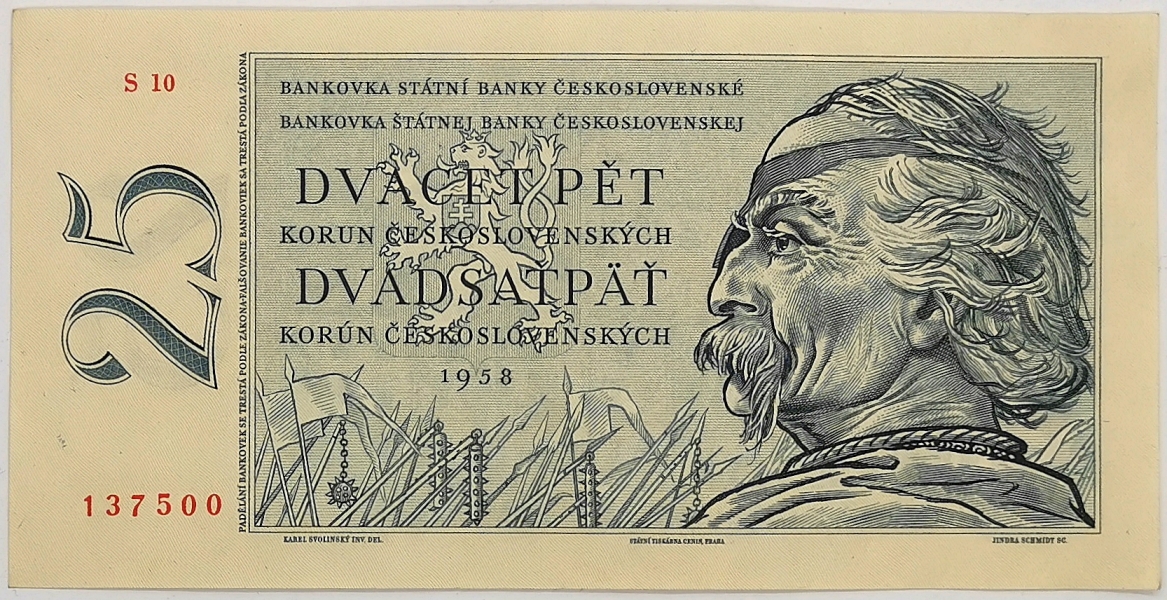 S 10
BANKOVKA STÁTNÍ BANKY ČESKOSLOVENSKÉ
BANKOVKA ŠTÁTNEJ BANKY ČESKOSLOVENSKEJ
DVACET PĚT
KORUN ČESKOSLOVENSKÝCH
DVADSAŤPÄŤ
KORÚN ČESKOSLOVENSKÝCH
1958
25
137500
PADĚLÁNÍ BANKOVEK SE TRESTÁ PODLE ZÁKONA·FALŠOVANIE BANKOVIEK SA TRESTÁ PODĽA ZÁKONA
KAREL SVOLINSKÝ INV. DEL.
STÁTNÍ TISKÁRNA CENIN, PRAHA
JINDRA SCHMIDT SC.